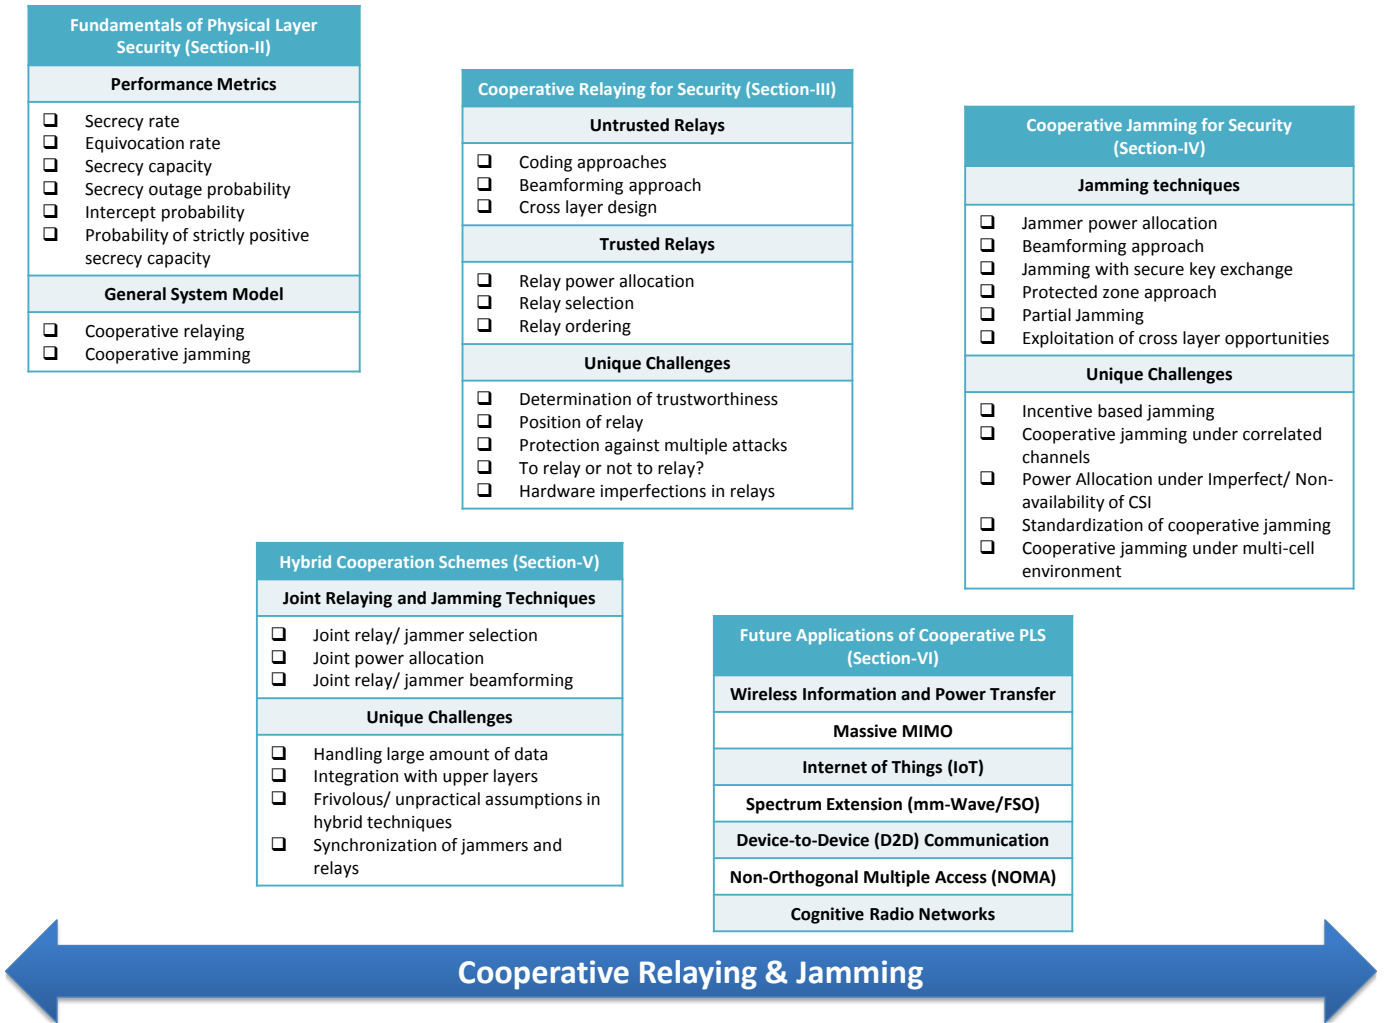 Fundamentals of Physical Layer
Security (Section-II)
Performance Metrics
❑ Secrecy rate
❑ Equivocation rate
❑ Secrecy capacity
❑ Secrecy outage probability
❑ Intercept probability
❑ Probability of strictly positive
secrecy capacity
General System Model
❑ Cooperative relaying
❑ Cooperative jamming
Cooperative Relaying for Security (Section-III)
Untrusted Relays
❑ Coding approaches
❑ Beamforming approach
❑ Cross layer design
Trusted Relays
❑ Relay power allocation
❑ Relay selection
❑ Relay ordering
Unique Challenges
❑ Determination of trustworthiness
❑ Position of relay
❑ Protection against multiple attacks
❑ To relay or not to relay?
❑ Hardware imperfections in relays
Cooperative Jamming for Security
(Section-IV)
Jamming techniques
❑ Jammer power allocation
❑ Beamforming approach
❑ Jamming with secure key exchange
❑ Protected zone approach
❑ Partial Jamming
❑ Exploitation of cross layer opportunities
Unique Challenges
❑ Incentive based jamming
❑ Cooperative jamming under correlated
channels
❑ Power Allocation under Imperfect/ Non-
availability of CSI
❑ Standardization of cooperative jamming
❑ Cooperative jamming under multi-cell
environment
Hybrid Cooperation Schemes (Section-V)
Joint Relaying and Jamming Techniques
❑ Joint relay/ jammer selection
❑ Joint power allocation
❑ Joint relay/ jammer beamforming
Unique Challenges
❑ Handling large amount of data
❑ Integration with upper layers
❑ Frivolous/ unpractical assumptions in
hybrid techniques
❑ Synchronization of jammers and
relays
Future Applications of Cooperative PLS
(Section-VI)
Wireless Information and Power Transfer
Massive MIMO
Internet of Things (IoT)
Spectrum Extension (mm-Wave/FSO)
Device-to-Device (D2D) Communication
Non-Orthogonal Multiple Access (NOMA)
Cognitive Radio Networks
Cooperative Relaying & Jamming